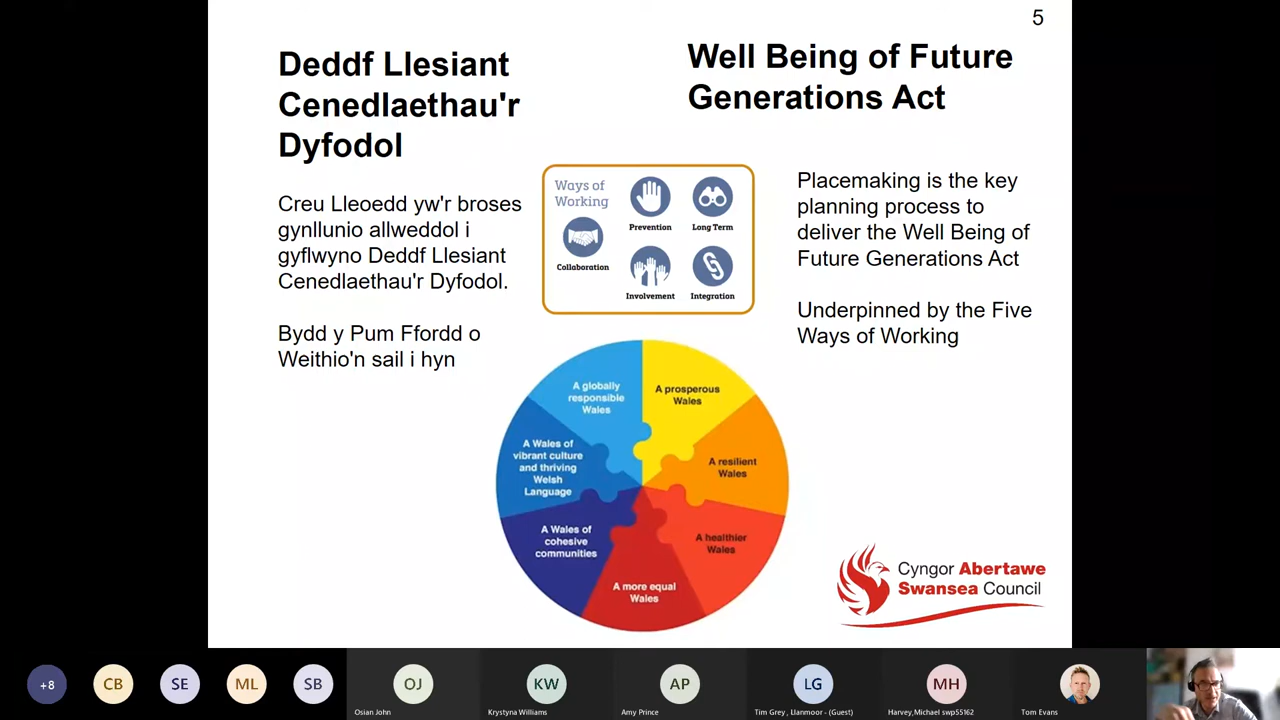 5
Deddf Llesiant
Cenedlaethau'r
Dyfodol
Well Being of Future
Generations Act
Creu Lleoedd yw'r broses
gynllunio allweddol i
gyflwyno Deddf Llesiant
Cenedlaethau'r Dyfodol.
Bydd y Pum Ffordd o
Weithio'n sail i hyn
Ways of
Working
Prevention
Long Term
Collaboration
Involvement
Integration
Placemaking is the key
planning process to
deliver the Well Being of
Future Generations Act
Underpinned by the Five
Ways of Working
A globally
responsible
Wales
A prosperous
Wales
A Wales of
vibrant culture
and thriving
Welsh
Language
A resilient
Wales
A Wales of
cohesive
communities
A healthier
Wales
A more equal
Wales
Cyngor Abertawe
Swansea Council
+8
CB
SE
ML
SB
OJ
KW
AP
LG
MH
Osian John
Krystyna Williams
Amy Prince
Tim Grey , Llanmoor - (Guest)
Harvey,Michael swp55162
Tom Evans